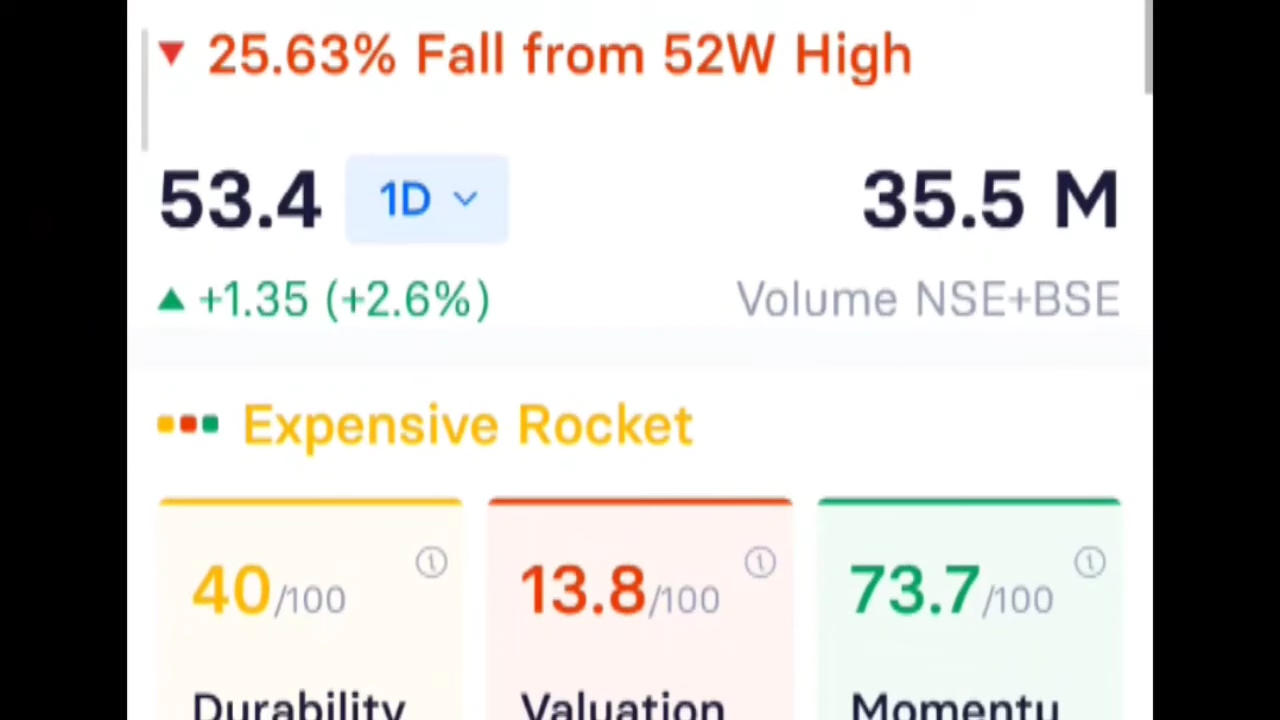 ▼ 25.63% Fall from 52W High
53.4 1D 35.5 M
▲ +1.35 (+2.6%) Volume NSE+BSE
Expensive Rocket
40/100 13.8/100 73.7/100
Durability Valuation Momentu